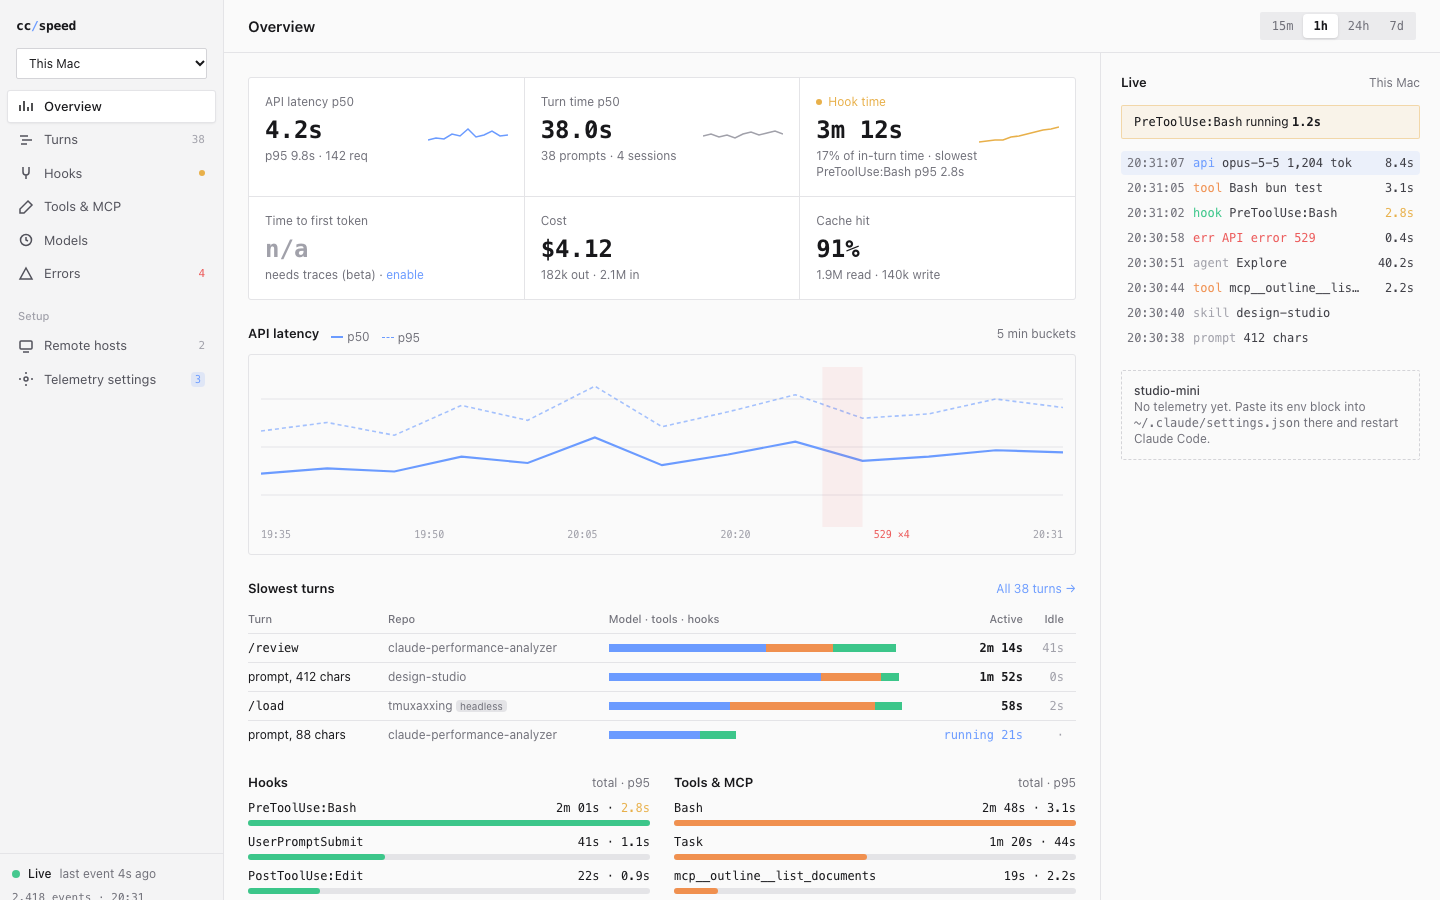 cc/speed
This Mac
Overview
Turns 38
Hooks
Tools & MCP
Models
Errors 4
Setup
Remote hosts 2
Telemetry settings 3
Live last event 4s ago
2,418 events · 20:31
Overview
15m 1h 24h 7d
API latency p50
4.2s
p95 9.8s · 142 req
Turn time p50
38.0s
38 prompts · 4 sessions
Hook time
3m 12s
17% of in-turn time · slowest
PreToolUse:Bash p95 2.8s
Time to first token
n/a
needs traces (beta) · enable
Cost
$4.12
182k out · 2.1M in
Cache hit
91%
1.9M read · 140k write
API latency p50 --- p95 5 min buckets
19:35 19:50 20:05 20:20 529 ×4 20:31
Slowest turns All 38 turns →
Turn Repo Model · tools · hooks Active Idle
/review claude-performance-analyzer 2m 14s 41s
prompt, 412 chars design-studio 1m 52s 0s
/load tmuxaxxing headless 58s 2s
prompt, 88 chars claude-performance-analyzer running 21s ·
Hooks total · p95
PreToolUse:Bash 2m 01s · 2.8s
UserPromptSubmit 41s · 1.1s
PostToolUse:Edit 22s · 0.9s
Tools & MCP total · p95
Bash 2m 48s · 3.1s
Task 1m 20s · 44s
mcp__outline__list_documents 19s · 2.2s
Live This Mac
PreToolUse:Bash running 1.2s
20:31:07 api opus-5-5 1,204 tok 8.4s
20:31:05 tool Bash bun test 3.1s
20:31:02 hook PreToolUse:Bash 2.8s
20:30:58 err API error 529 0.4s
20:30:51 agent Explore 40.2s
20:30:44 tool mcp__outline__lis… 2.2s
20:30:40 skill design-studio
20:30:38 prompt 412 chars
studio-mini
No telemetry yet. Paste its env block into
~/.claude/settings.json there and restart
Claude Code.